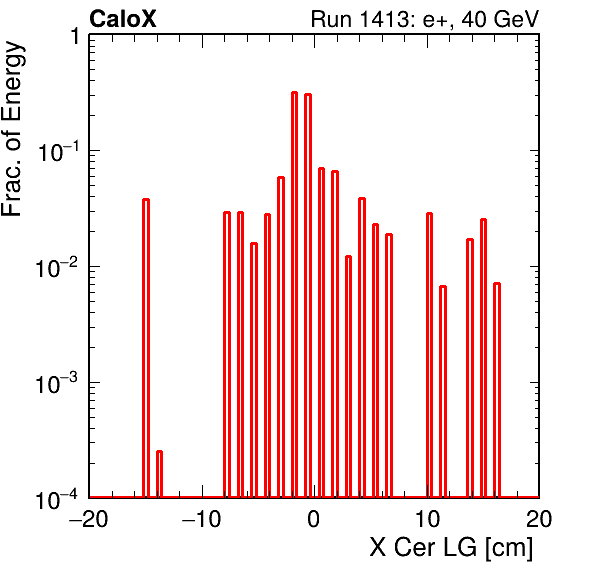 CaloX Run 1413: e+, 40 GeV
Frac. of Energy
1
10⁻¹
10⁻²
10⁻³
10⁻⁴
−20 −10 0 10 20
X Cer LG [cm]